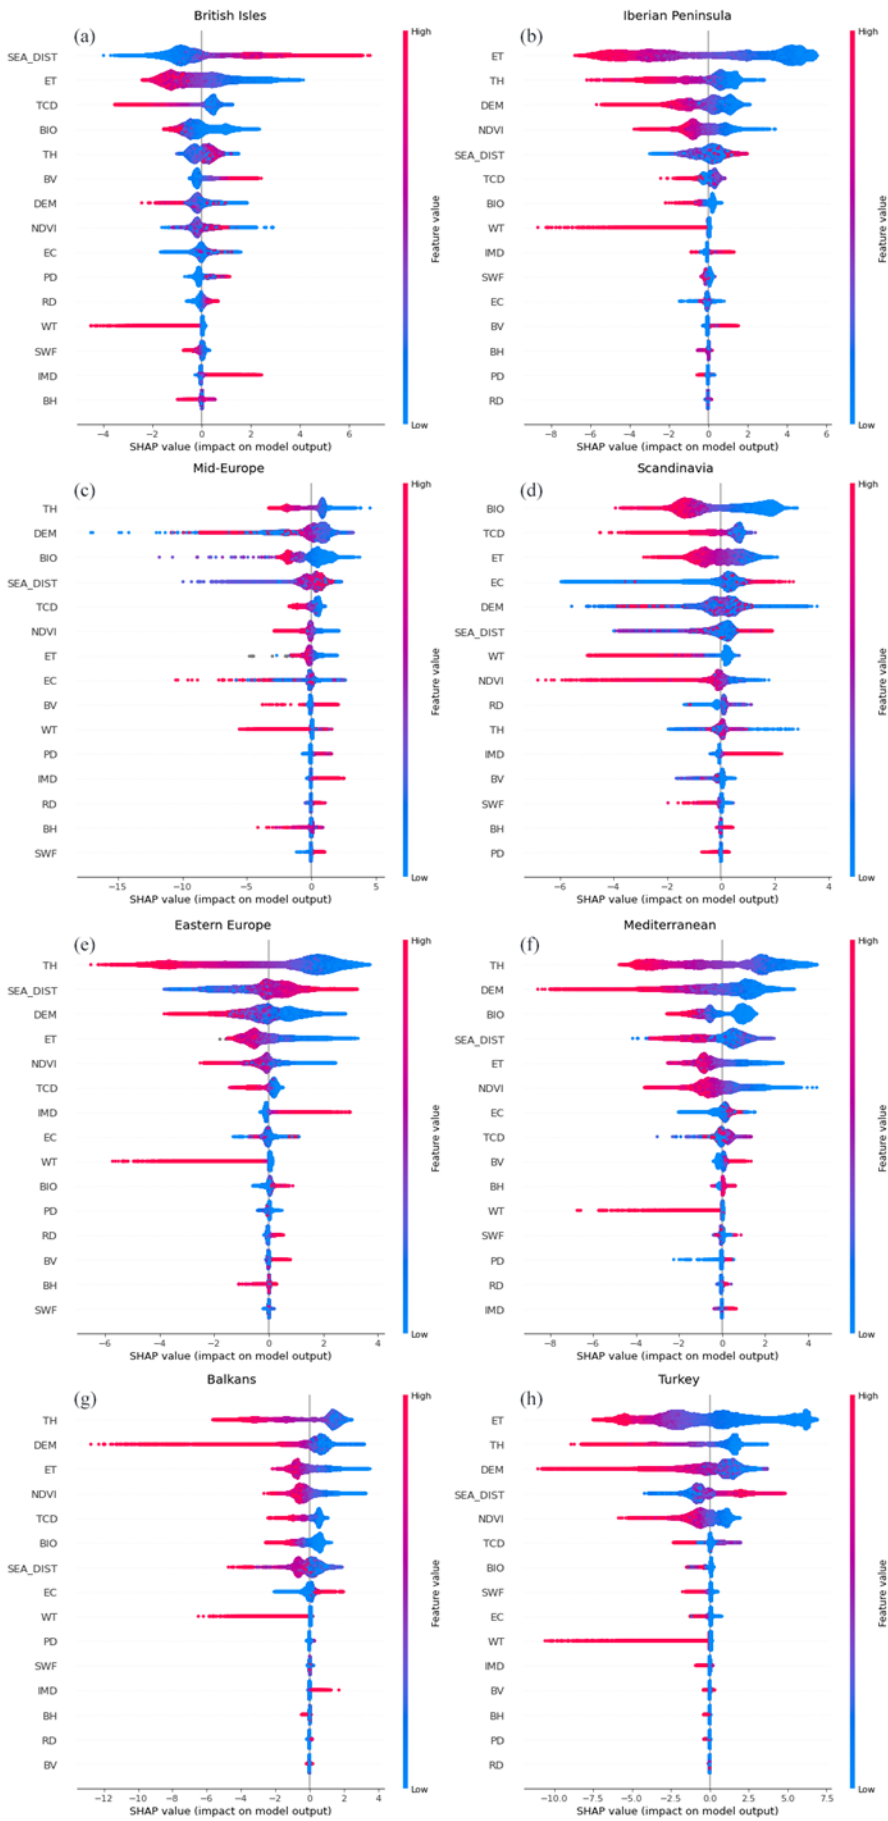 British Isles
(a)
High
SEA_DIST
ET
TCD
BIO
TH
BV
DEM
NDVI
EC
PD
RD
WT
SWF
IMD
BH
Feature value
Low
−4 −2 0 2 4 6
SHAP value (impact on model output)
Iberian Peninsula
(b)
High
ET
TH
DEM
NDVI
SEA_DIST
TCD
BIO
WT
IMD
SWF
EC
BV
BH
PD
RD
Feature value
Low
−8 −6 −4 −2 0 2 4 6
SHAP value (impact on model output)
Mid-Europe
(c)
High
TH
DEM
BIO
SEA_DIST
TCD
NDVI
ET
EC
BV
WT
PD
IMD
RD
BH
SWF
Feature value
Low
−15 −10 −5 0 5
SHAP value (impact on model output)
Scandinavia
(d)
High
BIO
TCD
ET
EC
DEM
SEA_DIST
WT
NDVI
RD
TH
IMD
BV
SWF
BH
PD
Feature value
Low
−6 −4 −2 0 2 4
SHAP value (impact on model output)
Eastern Europe
(e)
High
TH
SEA_DIST
DEM
ET
NDVI
TCD
IMD
EC
WT
BIO
PD
RD
BV
BH
SWF
Feature value
Low
−6 −4 −2 0 2 4
SHAP value (impact on model output)
Mediterranean
(f)
High
TH
DEM
BIO
SEA_DIST
ET
NDVI
EC
TCD
BV
BH
WT
SWF
PD
RD
IMD
Feature value
Low
−8 −6 −4 −2 0 2 4
SHAP value (impact on model output)
Balkans
(g)
High
TH
DEM
ET
NDVI
TCD
BIO
SEA_DIST
EC
WT
PD
SWF
IMD
BH
RD
BV
Feature value
Low
−12 −10 −8 −6 −4 −2 0 2 4
SHAP value (impact on model output)
Turkey
(h)
High
ET
TH
DEM
SEA_DIST
NDVI
TCD
BIO
SWF
EC
WT
IMD
BV
BH
PD
RD
Feature value
Low
−10.0 −7.5 −5.0 −2.5 0.0 2.5 5.0 7.5
SHAP value (impact on model output)